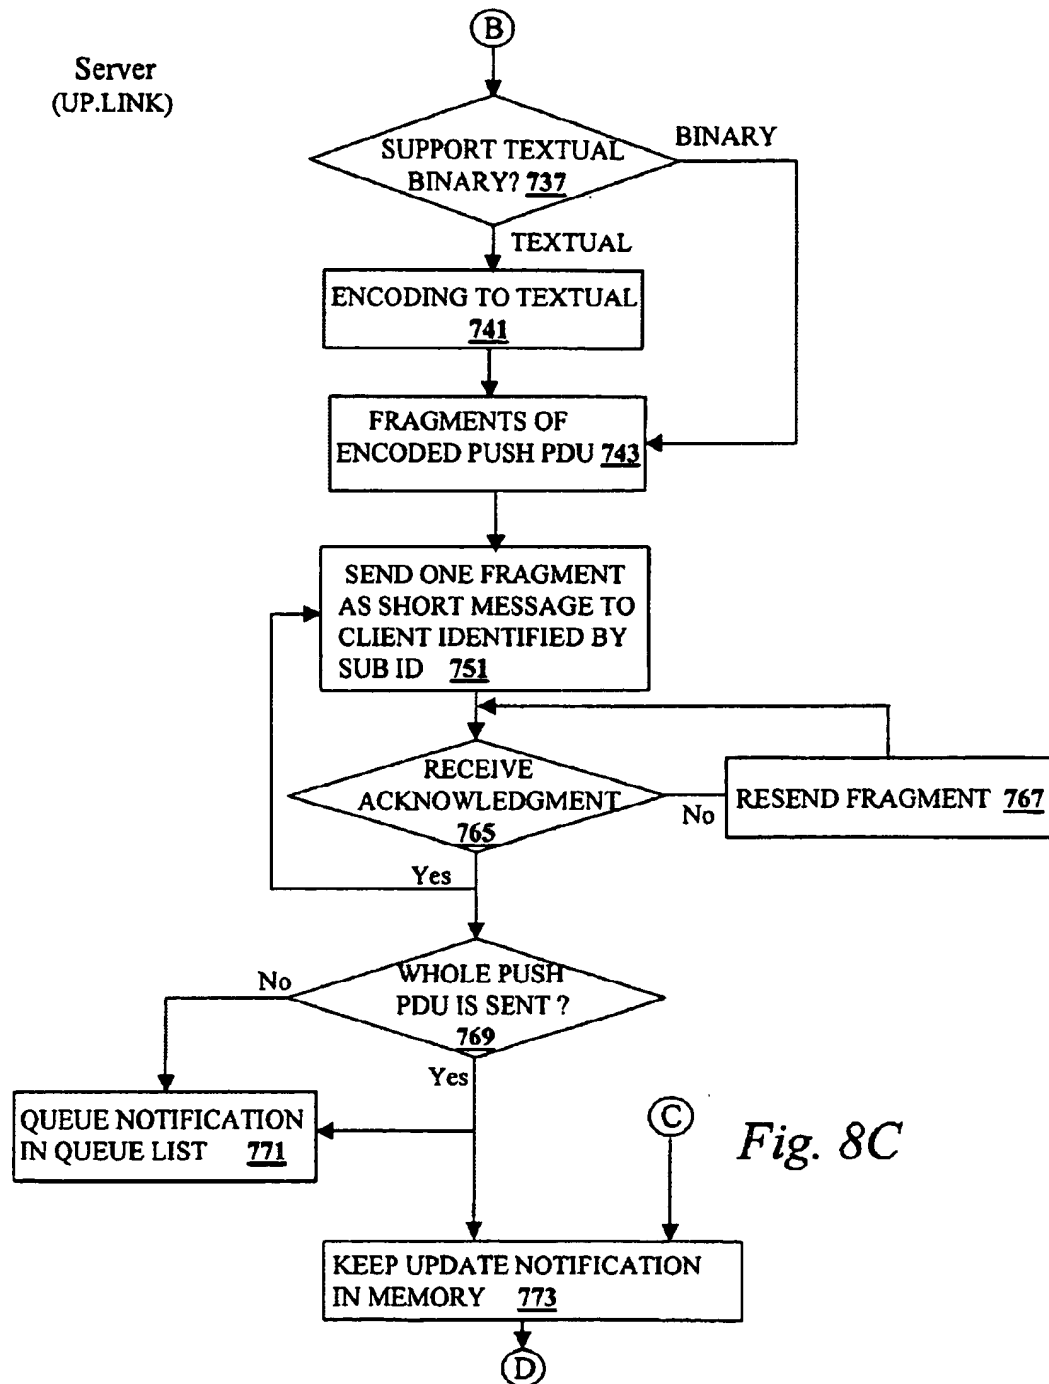 B
Server
(UP.LINK)
SUPPORT TEXTUAL
BINARY? 737
BINARY
TEXTUAL
ENCODING TO TEXTUAL
741
FRAGMENTS OF
ENCODED PUSH PDU 743
SEND ONE FRAGMENT
AS SHORT MESSAGE TO
CLIENT IDENTIFIED BY
SUB ID 751
RECEIVE
ACKNOWLEDGMENT
765
No
RESEND FRAGMENT 767
Yes
WHOLE PUSH
PDU IS SENT ?
769
No
Yes
QUEUE NOTIFICATION
IN QUEUE LIST 771
C
Fig. 8C
KEEP UPDATE NOTIFICATION
IN MEMORY 773
D